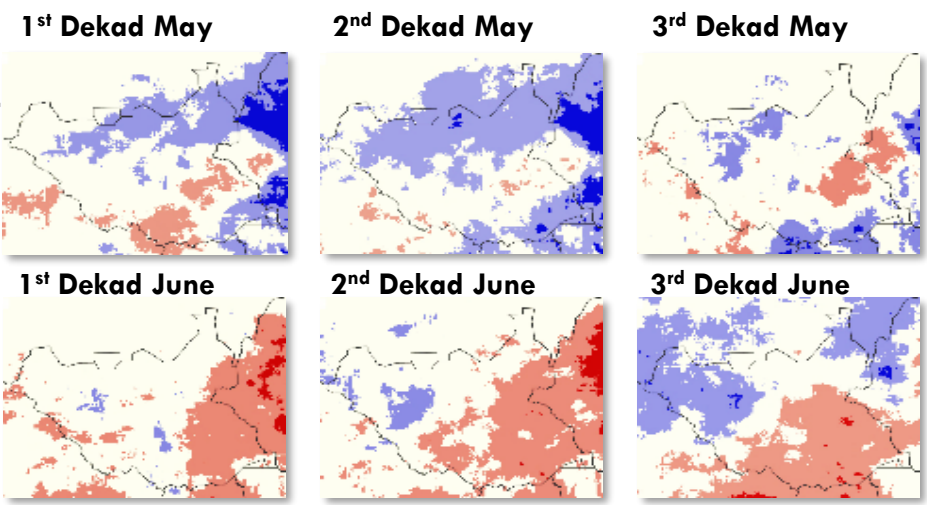 1st Dekad May
2nd Dekad May
3rd Dekad May
1st Dekad June
2nd Dekad June
3rd Dekad June